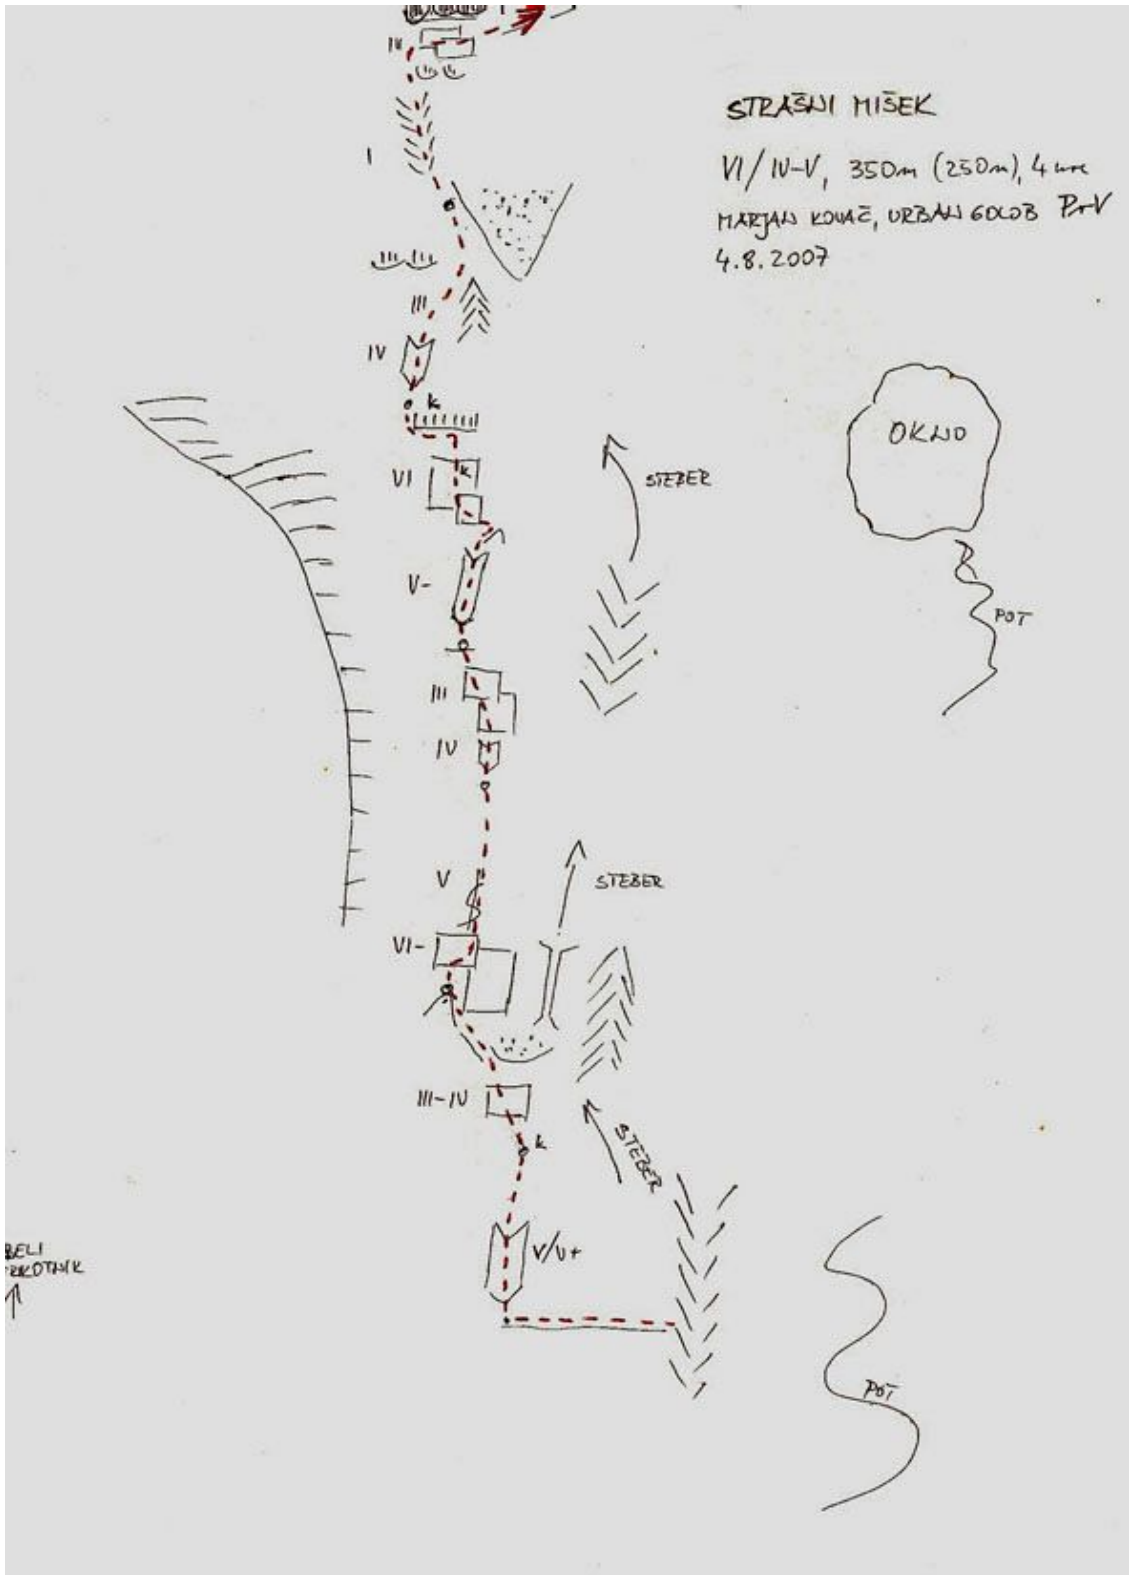 IV
STRAŠNI MIŠEK
VI/IV-V, 350m (250m), 4 ure
MARJAN KOVAČ, URBAN GOLOB PrV
4.8.2007
I
III
IV
k
OKNO
VI
k
STEBER
V-
POT
III
IV
V
STEBER
VI-
III-IV
k
STEBER
V/V+
BELI
POT